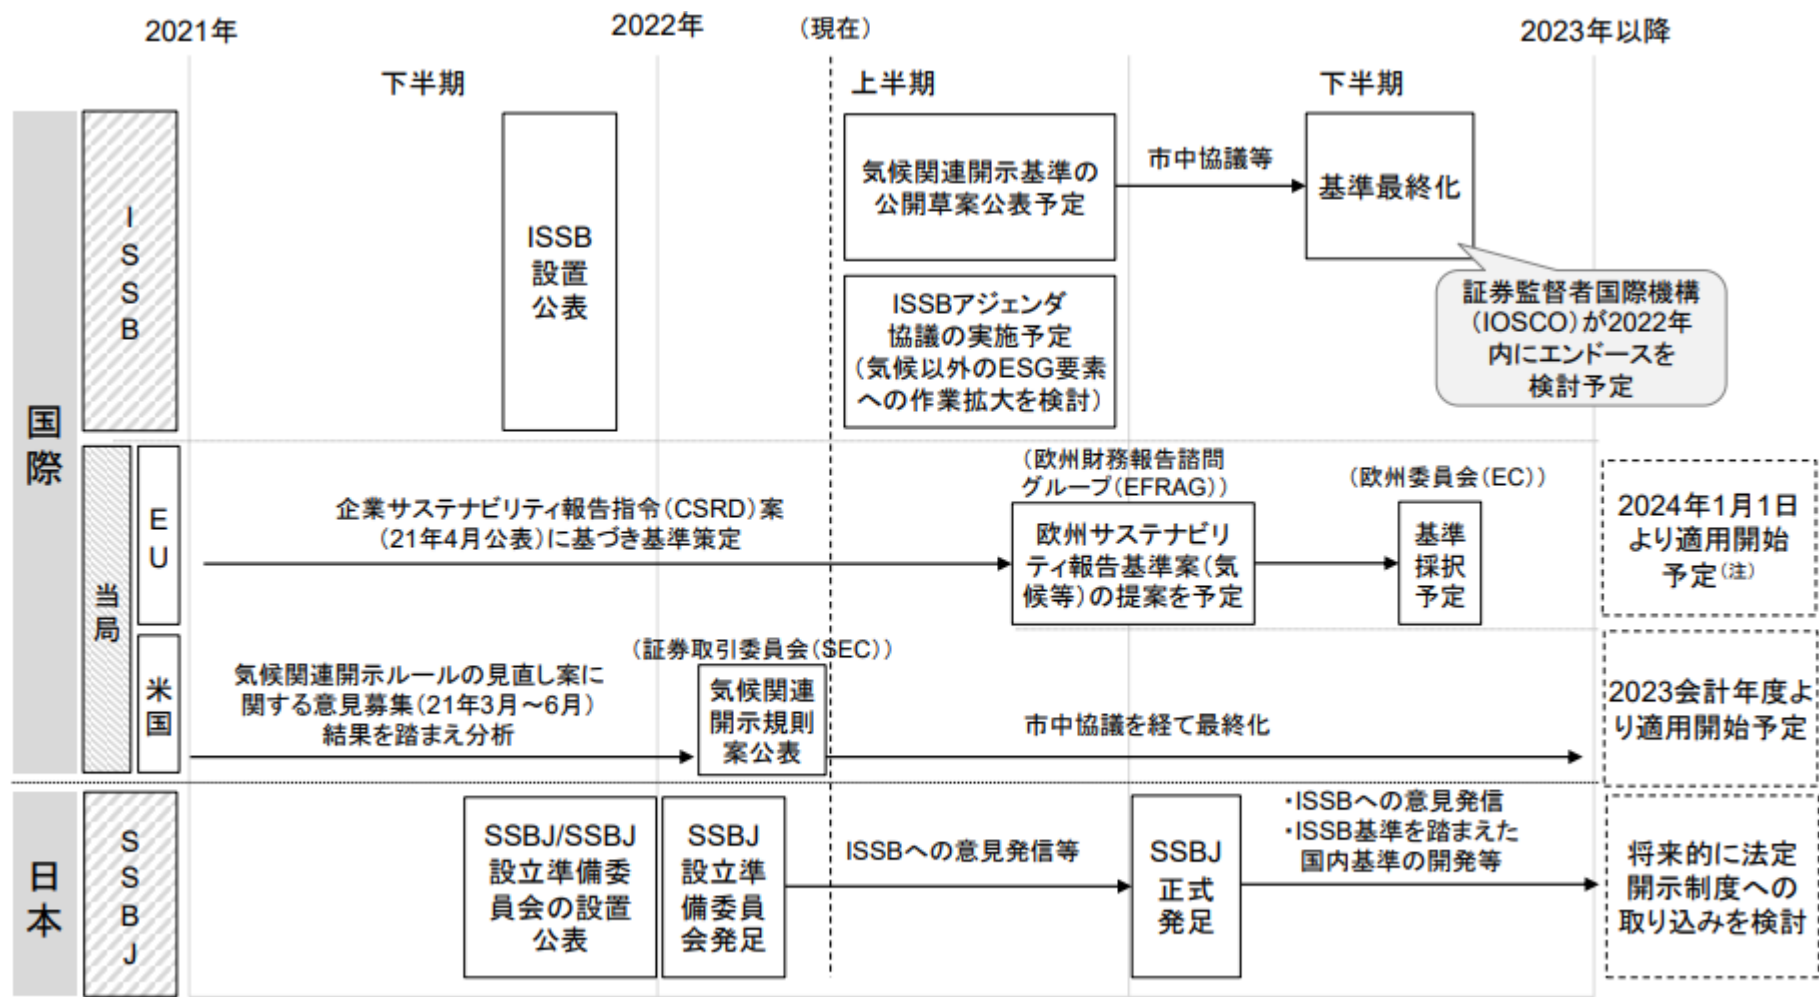 2021年
2022年
（現在）
2023年以降
下半期
上半期
下半期
国際
ISSB
ISSB
設置
公表
気候関連開示基準の
公開草案公表予定
市中協議等
基準最終化
ISSBアジェンダ
協議の実施予定
（気候以外のESG要素
への作業拡大を検討）
証券監督者国際機構
（IOSCO）が2022年
内にエンドースを
検討予定
当局
EU
企業サステナビリティ報告指令（CSRD）案
（21年4月公表）に基づき基準策定
（欧州財務報告諮問
グループ（EFRAG））
欧州サステナビリ
ティ報告基準案（気
候等）の提案を予定
（欧州委員会（EC））
基準
採択
予定
2024年1月1日
より適用開始
予定（注）
米国
気候関連開示ルールの見直し案に
関する意見募集（21年3月～6月）
結果を踏まえ分析
（証券取引委員会（SEC））
気候関連
開示規則
案公表
市中協議を経て最終化
2023会計年度よ
り適用開始予定
日本
SSBJ
SSBJ/SSBJ
設立準備委
員会の設置
公表
SSBJ
設立準
備委員
会発足
ISSBへの意見発信等
SSBJ
正式
発足
・ISSBへの意見発信
・ISSB基準を踏まえた
国内基準の開発等
将来的に法定
開示制度への
取り込みを検討